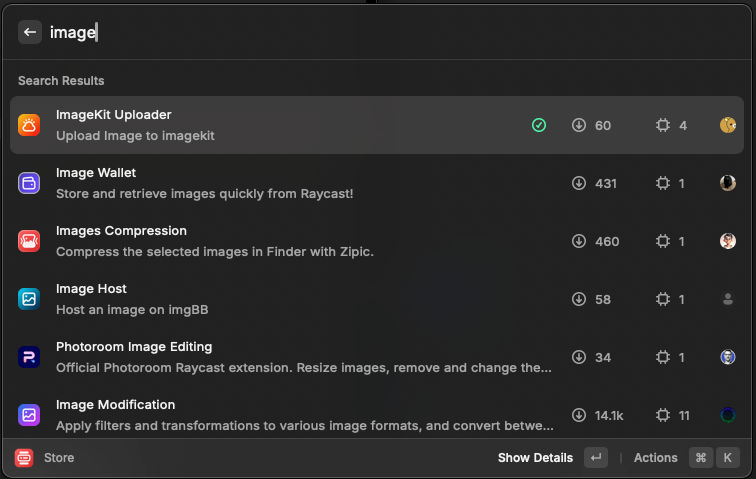 image
Search Results
ImageKit Uploader
Upload Image to imagekit
60
4
Image Wallet
Store and retrieve images quickly from Raycast!
431
1
Images Compression
Compress the selected images in Finder with Zipic.
460
1
Image Host
Host an image on imgBB
58
1
Photoroom Image Editing
Official Photoroom Raycast extension. Resize images, remove and change the...
34
1
Image Modification
Apply filters and transformations to various image formats, and convert betwe...
14.1k
11
Store
Show Details ↵ | Actions ⌘ K